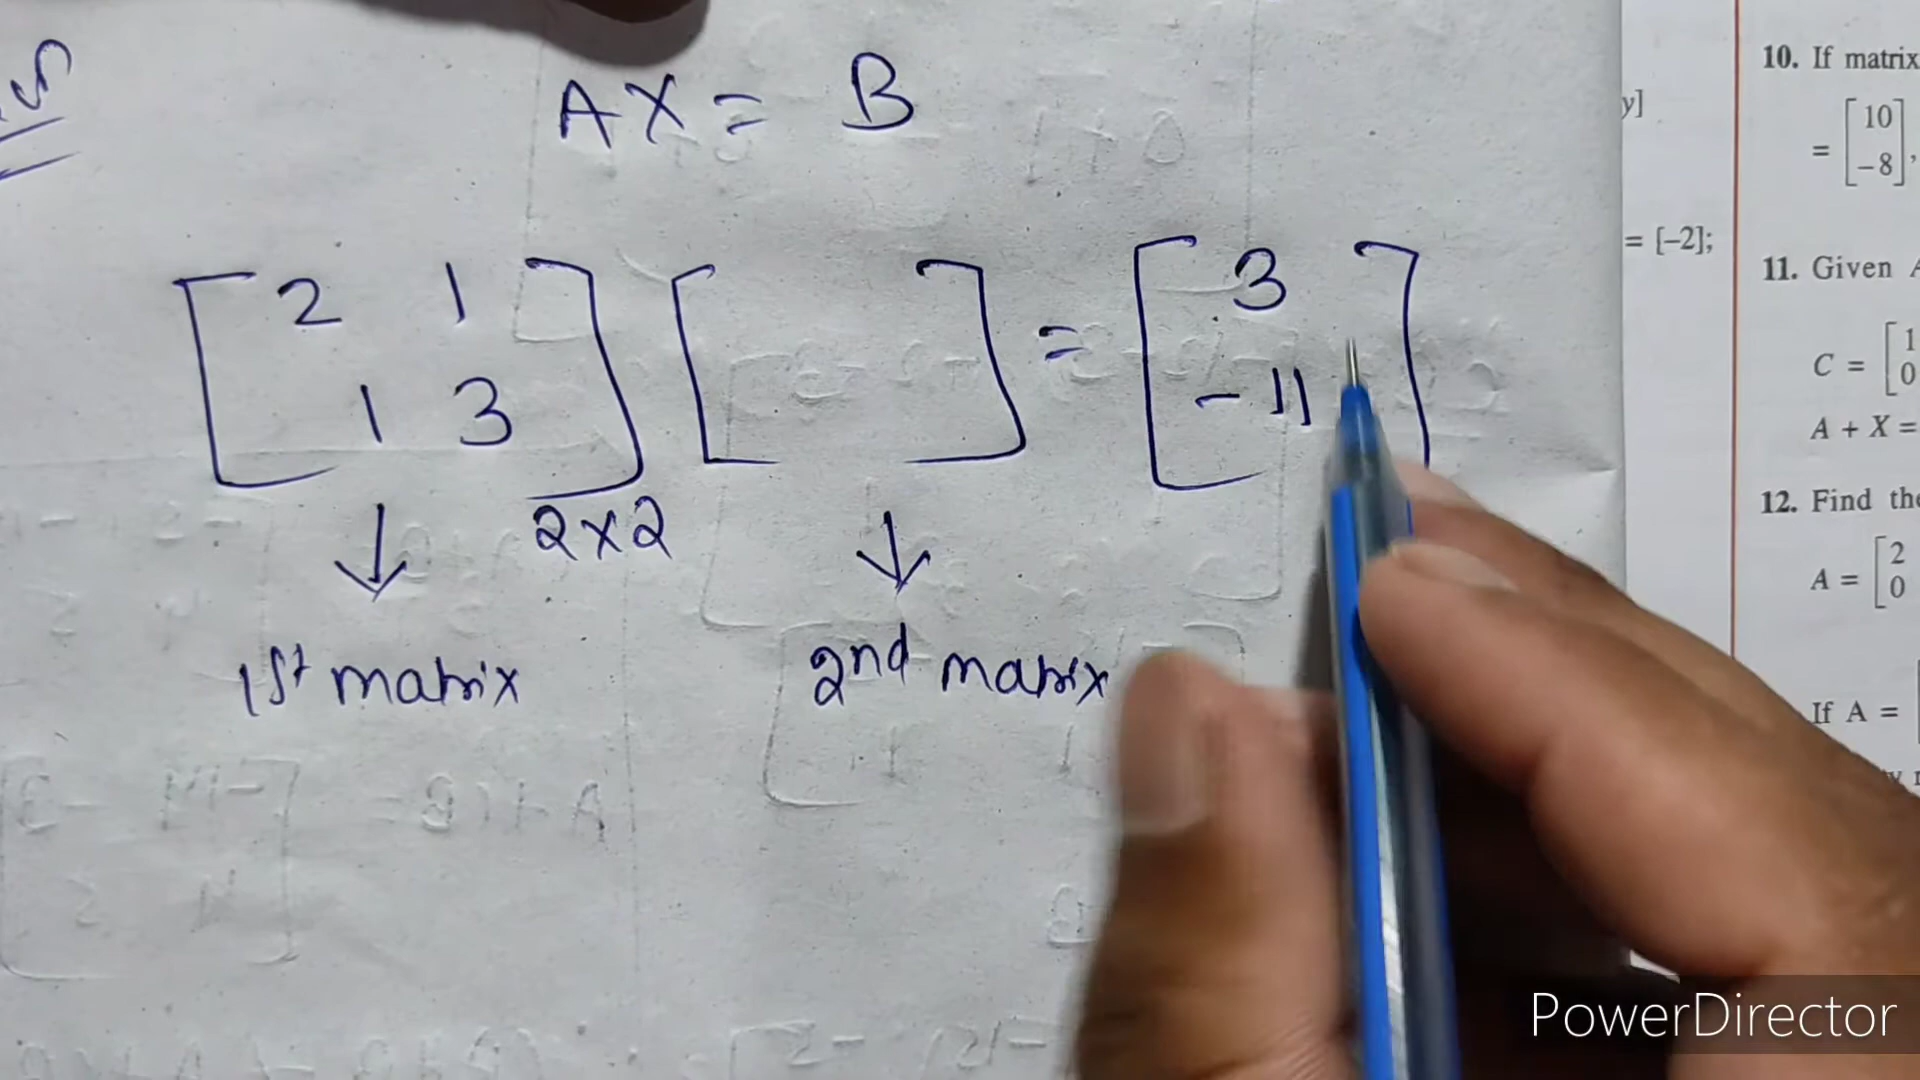 AX = B
[2 1
1 3] 2x2 [ ] = [3
-11]
↓ ↓
1st matrix 2nd matrix
y]
= [-2];
10. If matrix
= [10
-8],
11. Given A
C = [1
0
A + X =
12. Find the
A = [2
0
If A =
PowerDirector